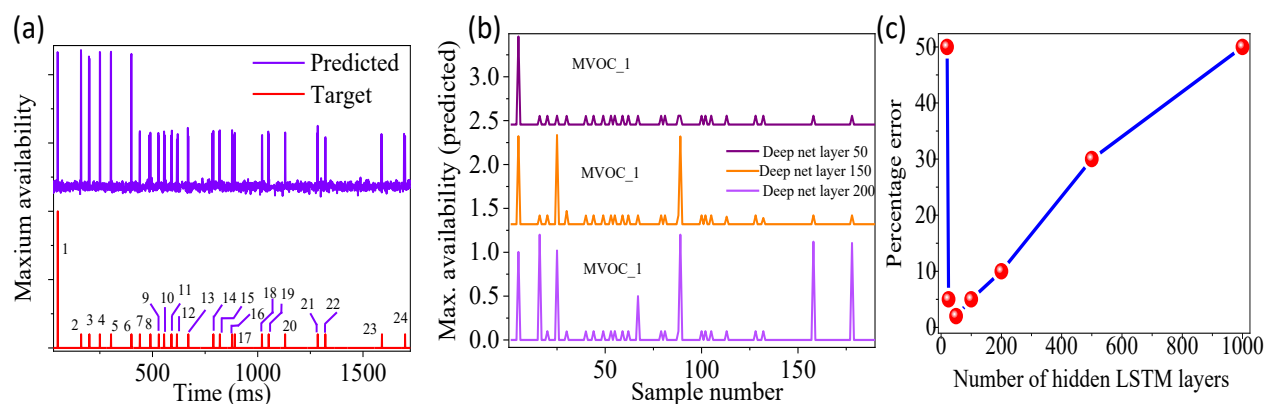 (a)
Maxium availability
Predicted
Target
1
2
3
4
5
6
7
8
9
10
11
12
13
14
15
16
17
18
19
20
21
22
23
24
500
1000
1500
Time (ms)
(b)
Max. availability (predicted)
3.5
3.0
2.5
2.0
1.5
1.0
0.5
0.0
MVOC_1
MVOC_1
MVOC_1
Deep net layer 50
Deep net layer 150
Deep net layer 200
50
100
150
Sample number
(c)
Percentage error
50
40
30
20
10
0
0
200
400
600
800
1000
Number of hidden LSTM layers